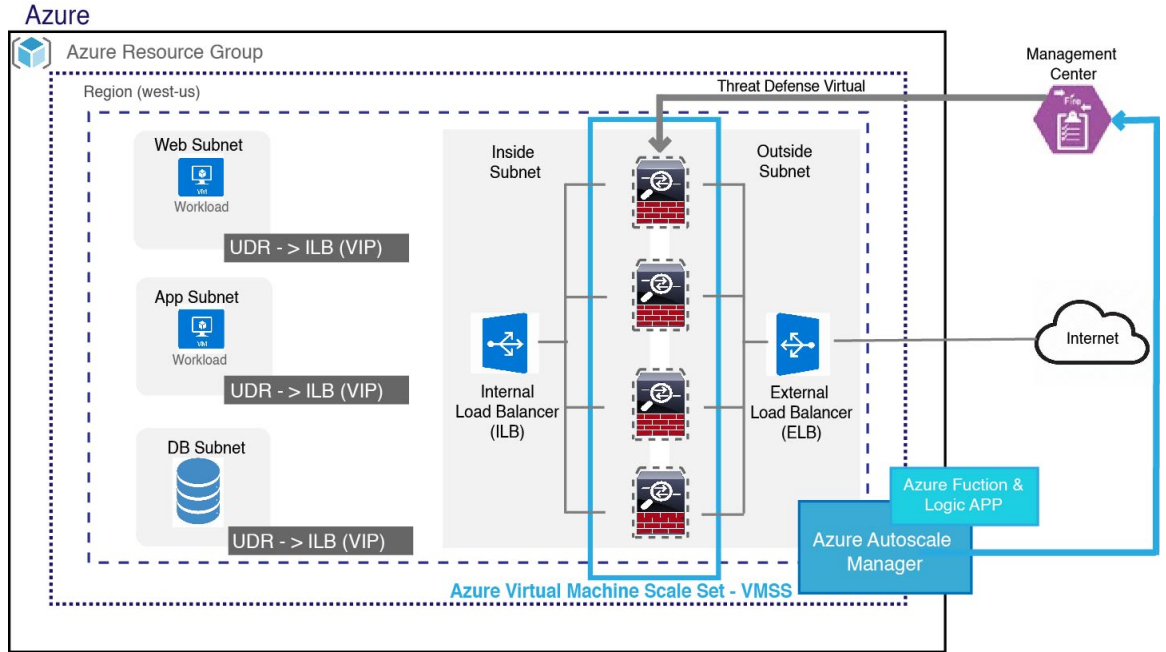 Azure
Azure Resource Group
Region (west-us)
Web Subnet
VM
Workload
UDR - > ILB (VIP)
App Subnet
VM
Workload
UDR - > ILB (VIP)
DB Subnet
UDR - > ILB (VIP)
Inside
Subnet
Internal
Load Balancer
(ILB)
Threat Defense Virtual
Outside
Subnet
External
Load Balancer
(ELB)
Azure Virtual Machine Scale Set - VMSS
Management
Center
Fire
Internet
Azure Fuction &
Logic APP
Azure Autoscale
Manager